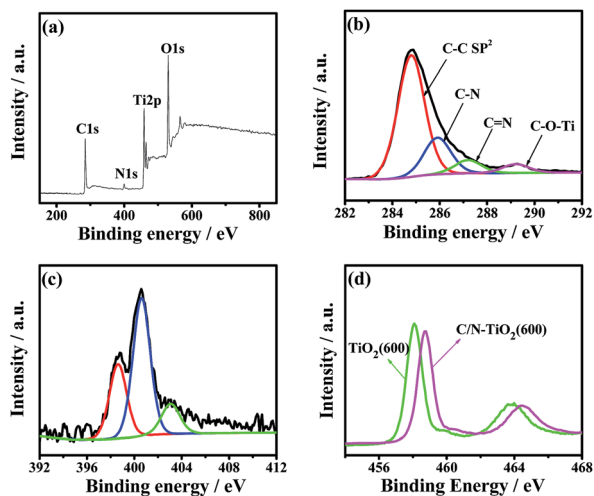 (a)
O1s
Ti2p
C1s
N1s
Intensity / a.u.
200 400 600 800
Binding energy / eV
(b)
C-C SP²
C-N
C=N
C-O-Ti
Intensity / a.u.
282 284 286 288 290 292
Binding energy / eV
(c)
Intensity / a.u.
392 396 400 404 408 412
Binding energy / eV
(d)
C/N-TiO₂(600)
TiO₂(600)
Intensity / a.u.
456 460 464 468
Binding Energy / eV